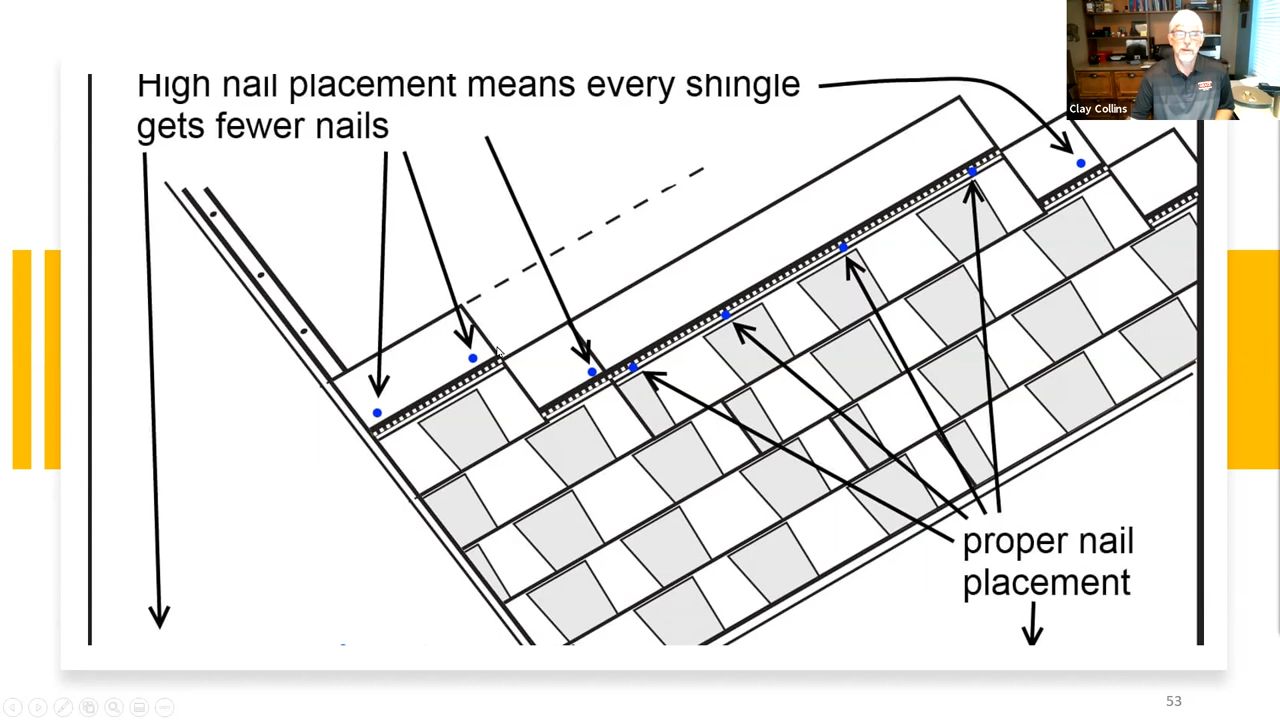 High nail placement means every shingle
gets fewer nails
Clay Collins
proper nail
placement
53